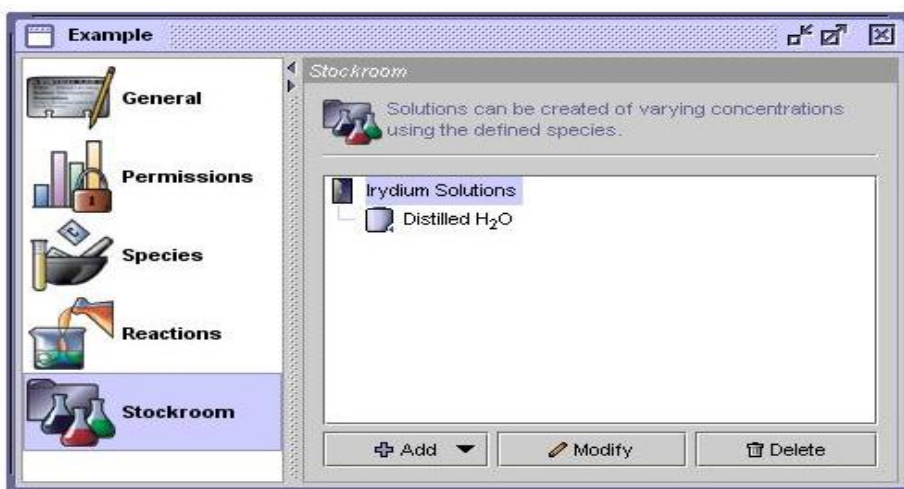 Example
General
Permissions
Species
Reactions
Stockroom
Stockroom
Solutions can be created of varying concentrations
using the defined species.
Irydium Solutions
Distilled H₂O
Add
Modify
Delete